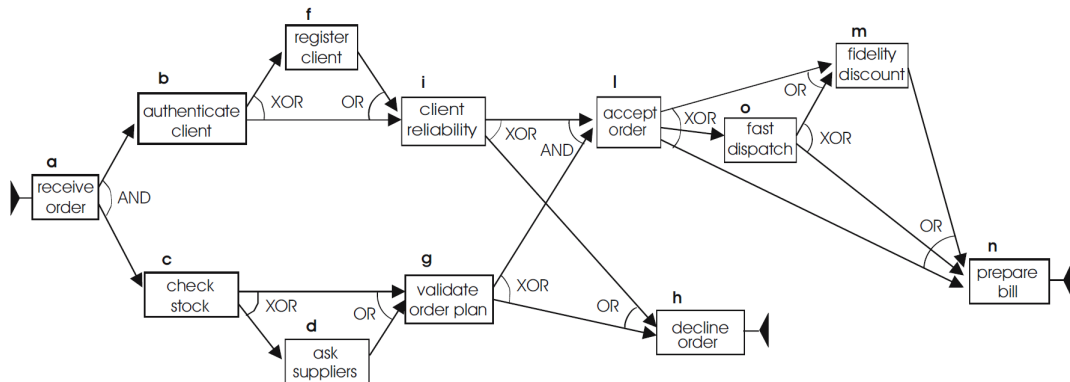 f
register
client
b
authenticate
client
XOR
OR
i
client
reliability
XOR
AND
l
accept
order
XOR
OR
o
fast
dispatch
XOR
m
fidelity
discount
a
receive
order
AND
c
check
stock
XOR
OR
d
ask
suppliers
g
validate
order plan
XOR
OR
h
decline
order
OR
n
prepare
bill